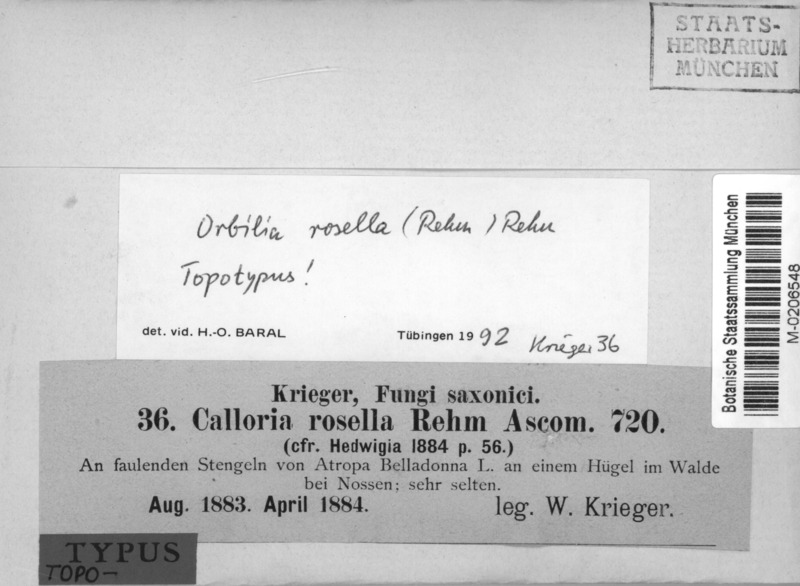 STAATS-
HERBARIUM
MÜNCHEN
Orbilia rosella (Rehm) Rehm
Topotypus!
det. vid. H.-O. BARAL Tübingen 1992 Krieger 36
Botanische Staatssammlung München
M-0206548
Krieger, Fungi saxonici.
36. Calloria rosella Rehm Ascom. 720.
(cfr. Hedwigia 1884 p. 56.)
An faulenden Stengeln von Atropa Belladonna L. an einem Hügel im Walde
bei Nossen; sehr selten.
Aug. 1883. April 1884. leg. W. Krieger.
TYPUS
TOPO-